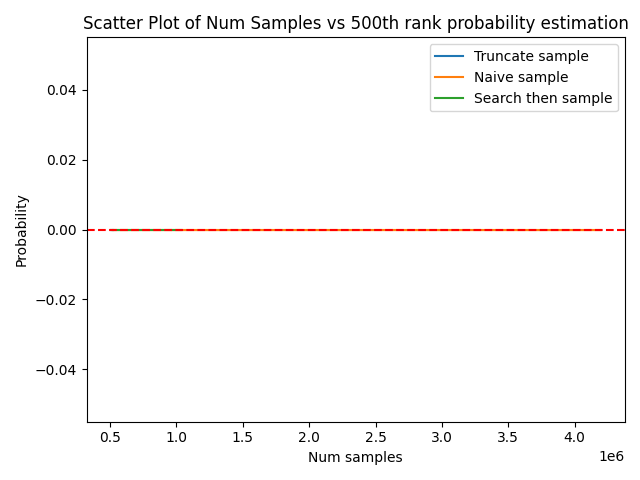 Scatter Plot of Num Samples vs 500th rank probability estimation
Truncate sample
Naive sample
Search then sample
0.04
0.02
0.00
−0.02
−0.04
Probability
0.5 1.0 1.5 2.0 2.5 3.0 3.5 4.0
1e6
Num samples